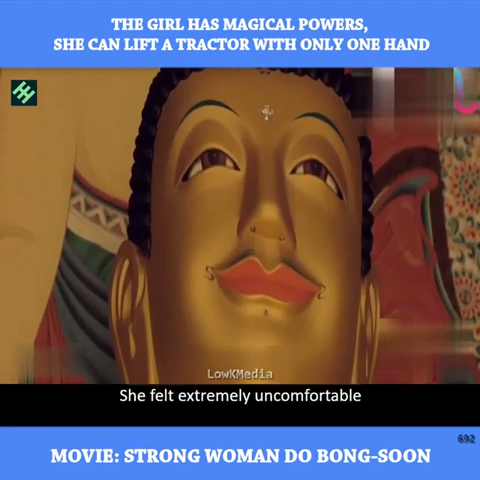 THE GIRL HAS MAGICAL POWERS,
SHE CAN LIFT A TRACTOR WITH ONLY ONE HAND
LowKMedia
She felt extremely uncomfortable
692
MOVIE: STRONG WOMAN DO BONG-SOON